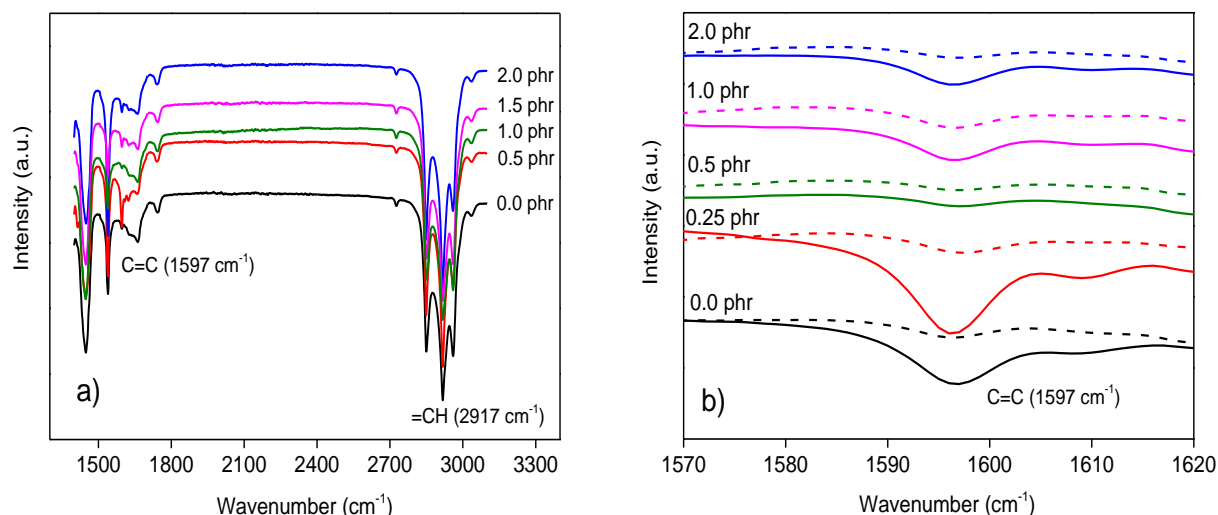 2.0 phr
1.5 phr
1.0 phr
0.5 phr
0.0 phr
C=C (1597 cm⁻¹)
a)
=CH (2917 cm⁻¹)
1500 1800 2100 2400 2700 3000 3300
Wavenumber (cm⁻¹)
Intensity (a.u.)
2.0 phr
1.0 phr
0.5 phr
0.25 phr
0.0 phr
b)
C=C (1597 cm⁻¹)
1570 1580 1590 1600 1610 1620
Wavenumber (cm⁻¹)
Intensity (a.u.)